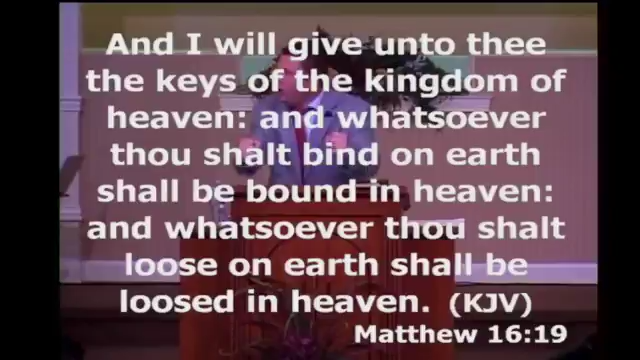 And I will give unto thee
the keys of the kingdom of
heaven: and whatsoever
thou shalt bind on earth
shall be bound in heaven:
and whatsoever thou shalt
loose on earth shall be
loosed in heaven. (KJV)
Matthew 16:19